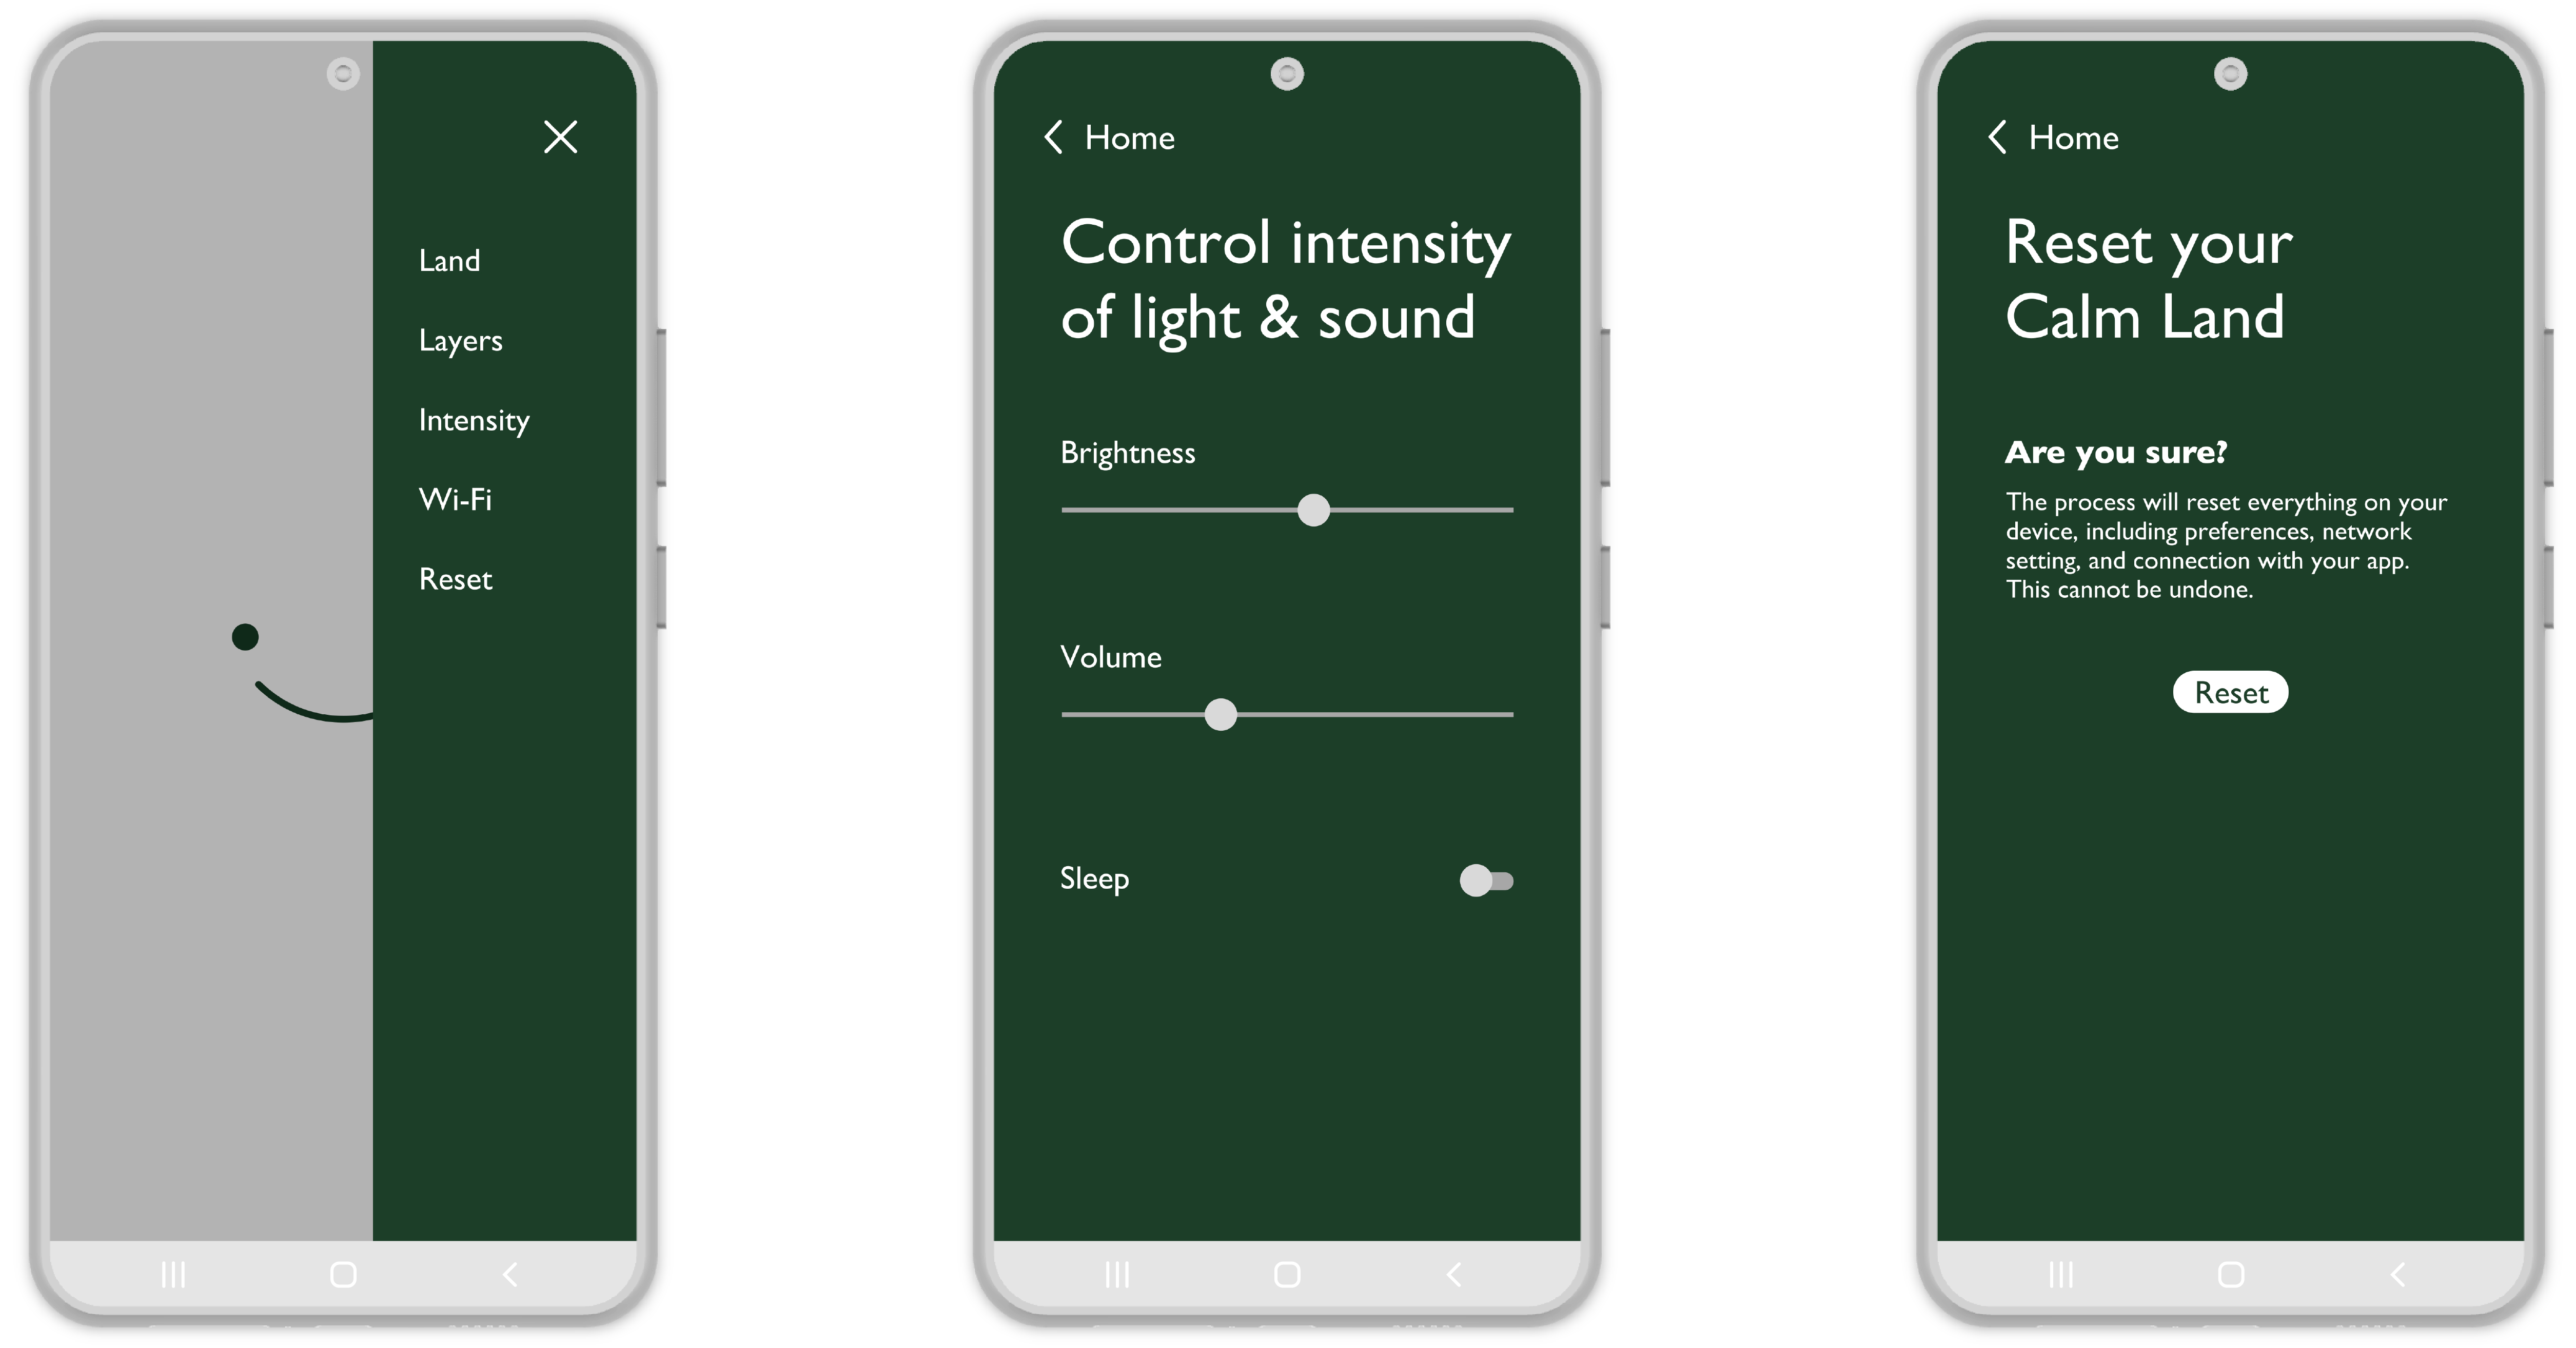 Land
Layers
Intensity
Wi-Fi
Reset
Home
Control intensity
of light & sound
Brightness
Volume
Sleep
Home
Reset your
Calm Land
Are you sure?
The process will reset everything on your
device, including preferences, network
setting, and connection with your app.
This cannot be undone.
Reset